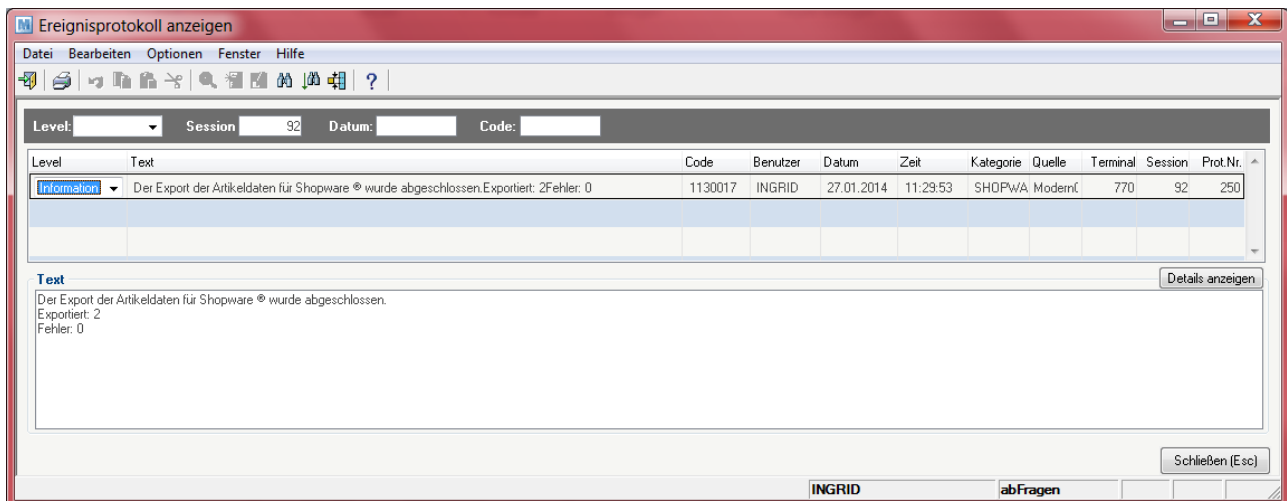 Ereignisprotokoll anzeigen
Datei Bearbeiten Optionen Fenster Hilfe
Level: Session 92 Datum: Code:
Level Text Code Benutzer Datum Zeit Kategorie Quelle Terminal Session Prot.Nr.
Information Der Export der Artikeldaten für Shopware ® wurde abgeschlossen.Exportiert: 2Fehler: 0 1130017 INGRID 27.01.2014 11:29:53 SHOPWA Modern( 770 92 250
Text Details anzeigen
Der Export der Artikeldaten für Shopware ® wurde abgeschlossen.
Exportiert: 2
Fehler: 0
Schließen (Esc)
INGRID abFragen